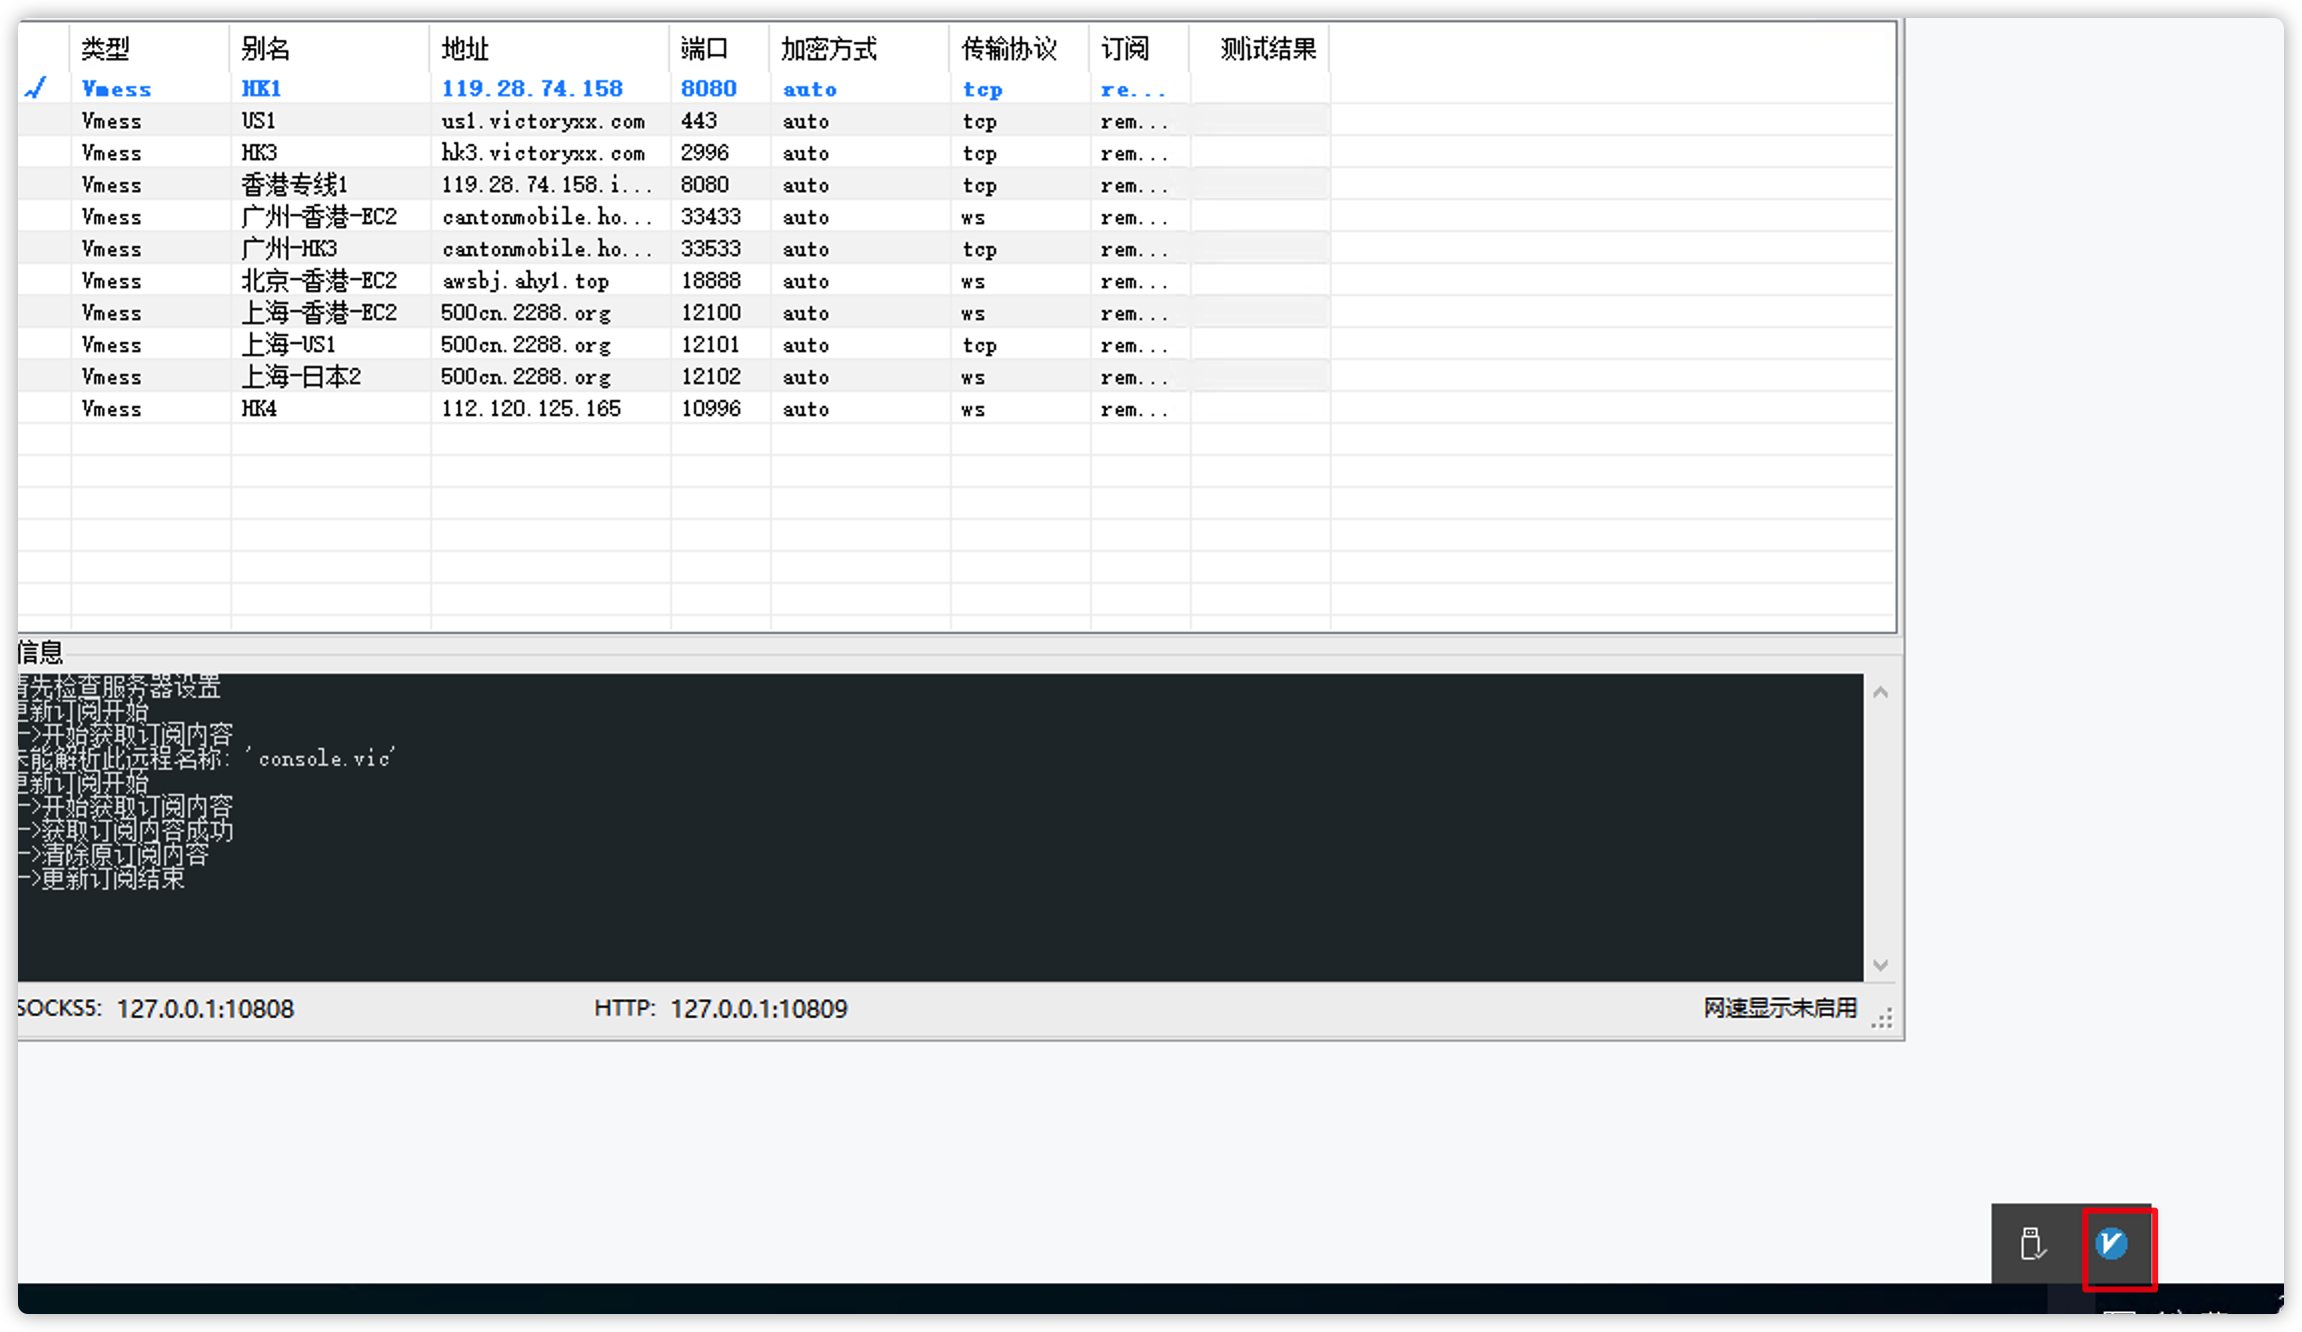 类型 别名 地址 端口 加密方式 传输协议 订阅 测试结果
Vmess HK1 119.28.74.158 8080 auto tcp re...
Vmess US1 us1.victoryxx.com 443 auto tcp rem...
Vmess HK3 hk3.victoryxx.com 2996 auto tcp rem...
Vmess 香港专线1 119.28.74.158.i... 8080 auto tcp rem...
Vmess 广州-香港-EC2 cantonmobile.ho... 33433 auto ws rem...
Vmess 广州-HK3 cantonmobile.ho... 33533 auto tcp rem...
Vmess 北京-香港-EC2 awsbj.ahy1.top 18888 auto ws rem...
Vmess 上海-香港-EC2 500cn.2288.org 12100 auto ws rem...
Vmess 上海-US1 500cn.2288.org 12101 auto tcp rem...
Vmess 上海-日本2 500cn.2288.org 12102 auto ws rem...
Vmess HK4 112.120.125.165 10996 auto ws rem...
信息
请先检查服务器设置
更新订阅开始
->开始获取订阅内容
未能解析此远程名称: 'console.vic'
更新订阅开始
->开始获取订阅内容
->获取订阅内容成功
->清除原订阅内容
->更新订阅结束
SOCKS5: 127.0.0.1:10808 HTTP: 127.0.0.1:10809 网速显示未启用